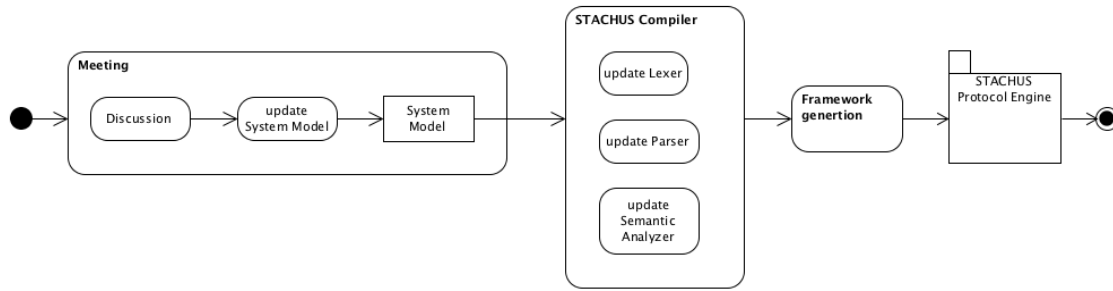 Meeting
Discussion
update
System Model
System
Model
STACHUS Compiler
update Lexer
update Parser
update
Semantic
Analyzer
Framework
genertion
STACHUS
Protocol Engine